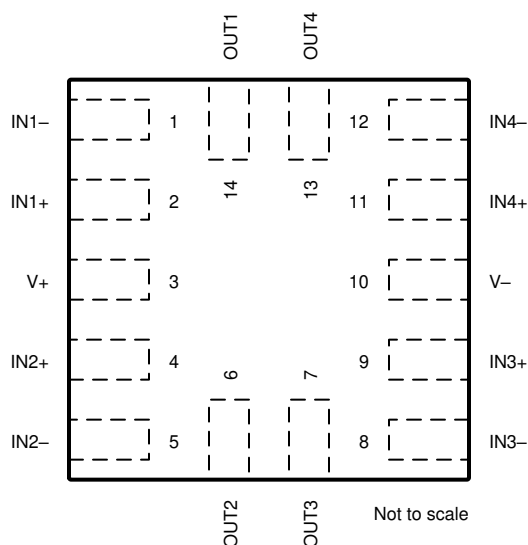 OUT1
OUT4
IN1–
1
12
IN4–
14
13
IN1+
2
11
IN4+
V+
3
10
V–
IN2+
4
9
IN3+
6
7
IN2–
5
8
IN3–
OUT2
OUT3
Not to scale